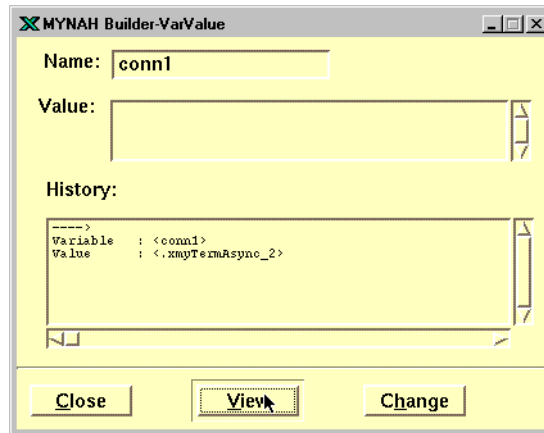 MYNAH Builder-VarValue
Name: conn1
Value:
History:
---->
Variable : <conn1>
Value : <.xmyTermAsync_2>
Close View Change